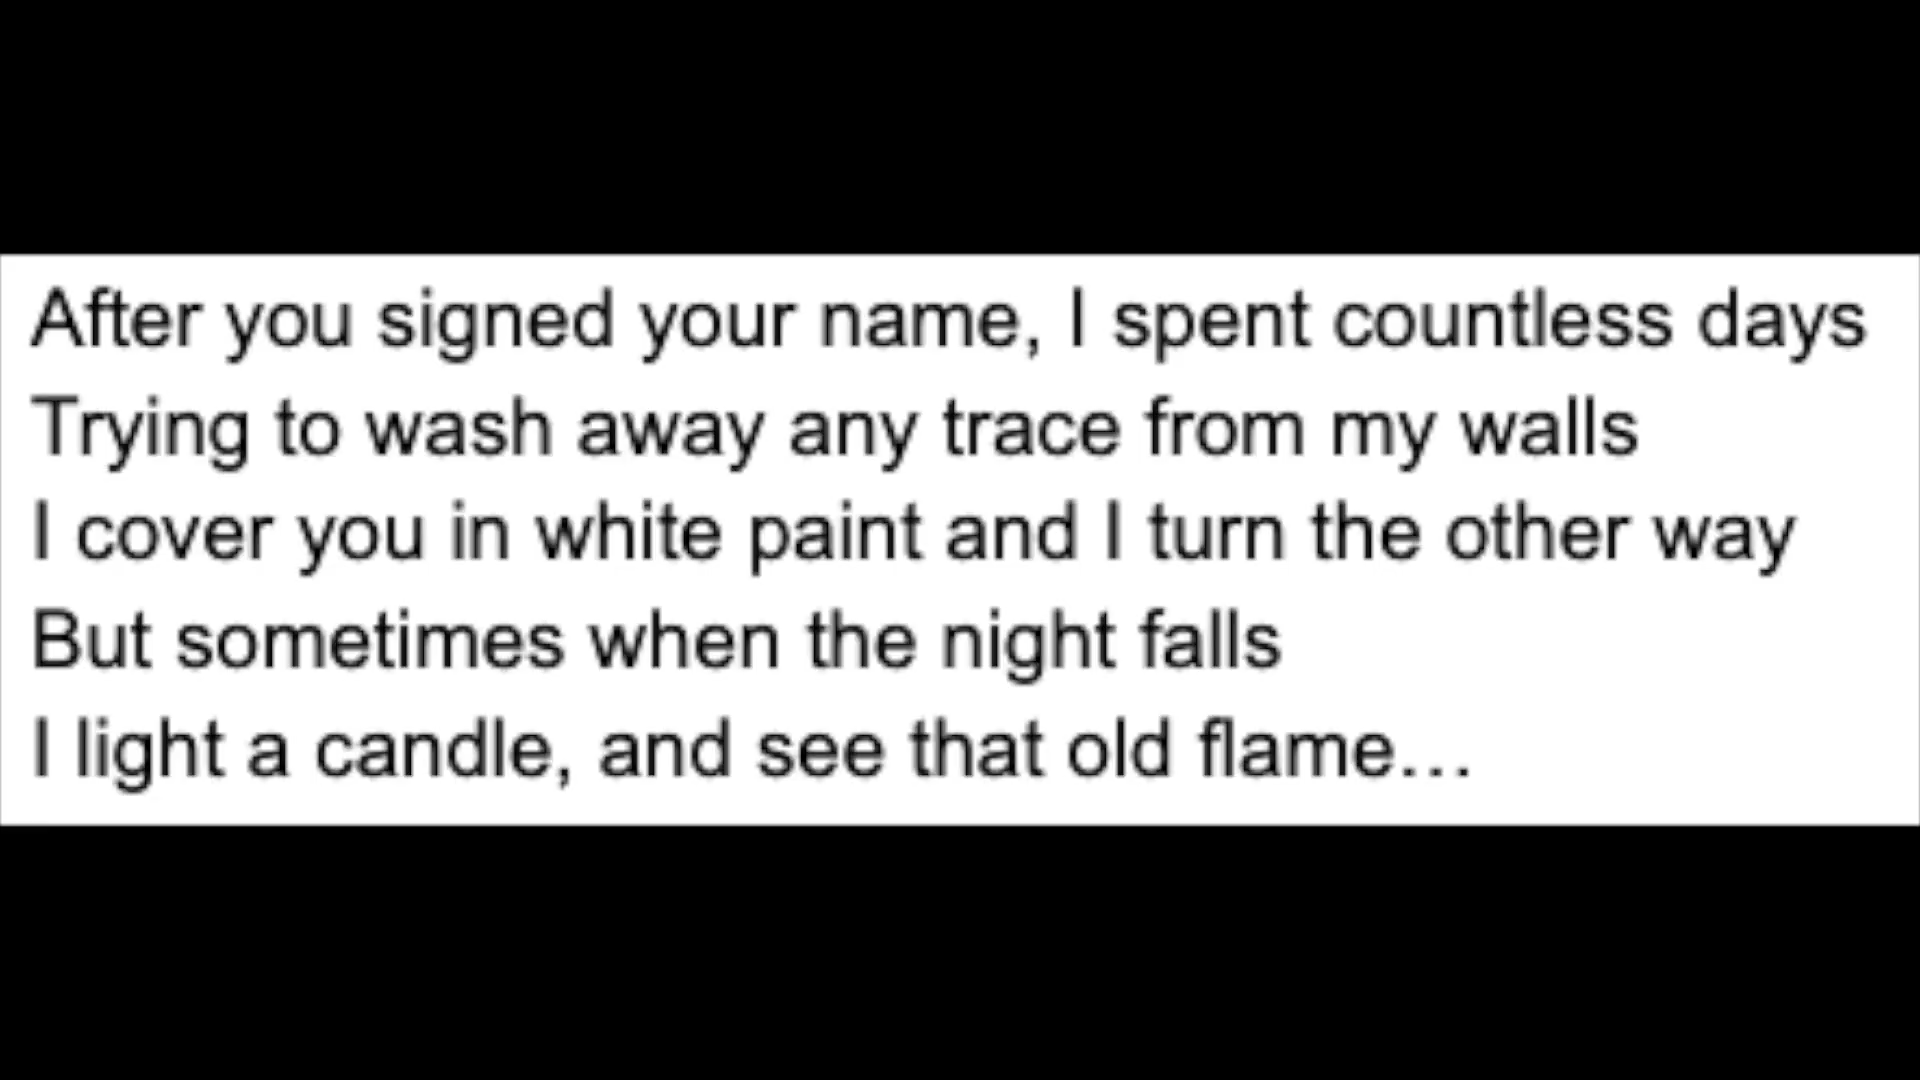 After you signed your name, I spent countless days
Trying to wash away any trace from my walls
I cover you in white paint and I turn the other way
But sometimes when the night falls
I light a candle, and see that old flame…